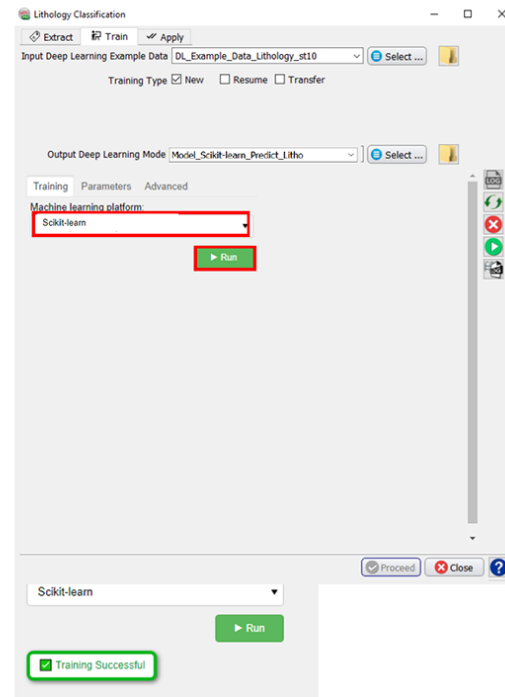 Lithology Classification
Extract Train Apply
Input Deep Learning Example Data DL_Example_Data_Lithology_st10 Select ...
Training Type New Resume Transfer
Output Deep Learning Mode Model_Scikit-learn_Predict_Litho Select ...
Training Parameters Advanced
Machine learning platform:
Scikit-learn
Run
LOG
Proceed Close ?
Scikit-learn
Run
Training Successful